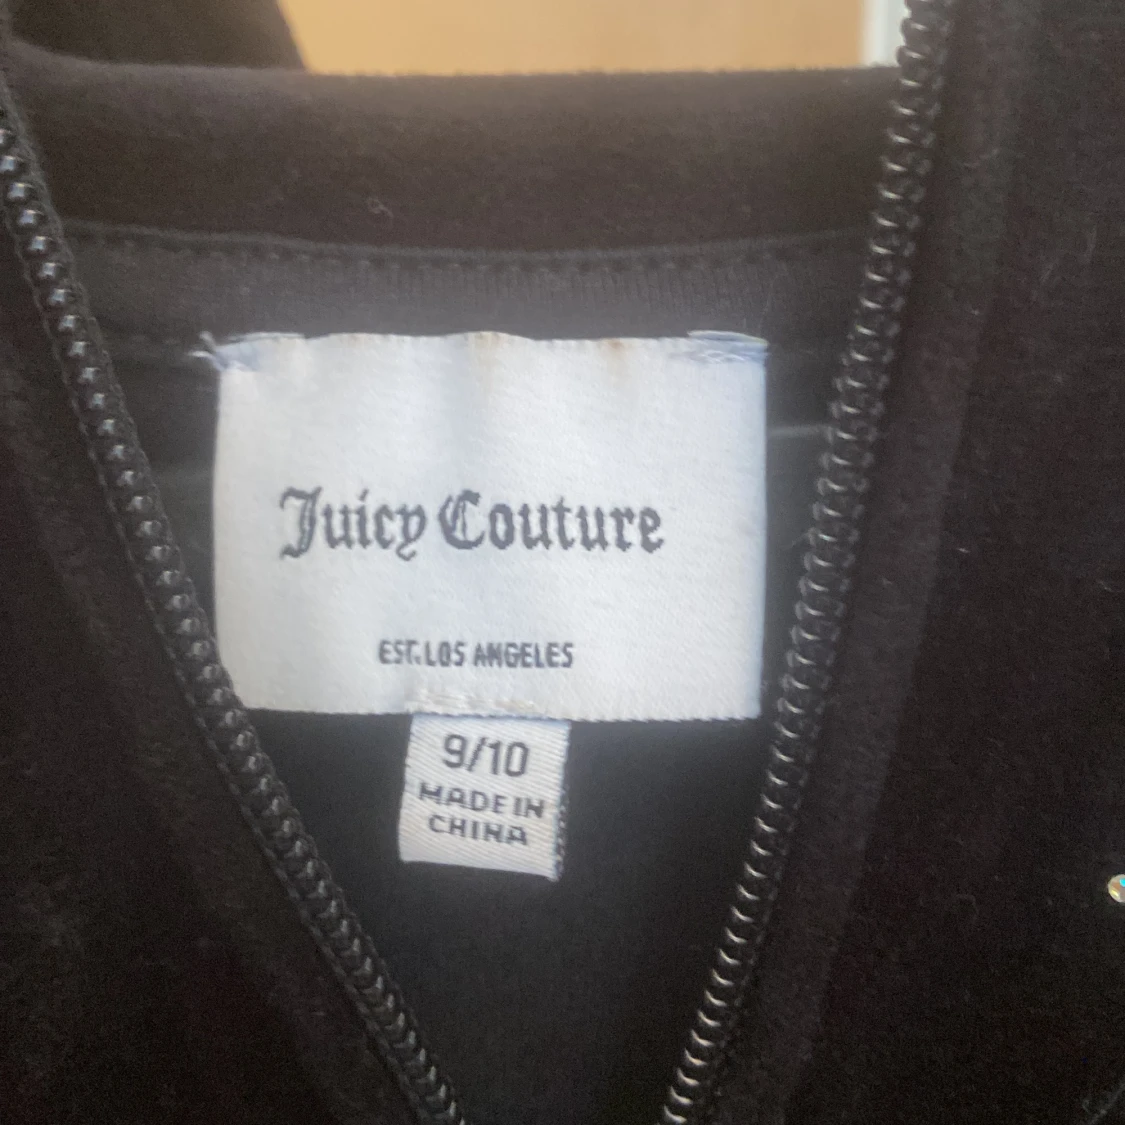 Juicy Couture
EST. LOS ANGELES
9/10
MADE IN
CHINA